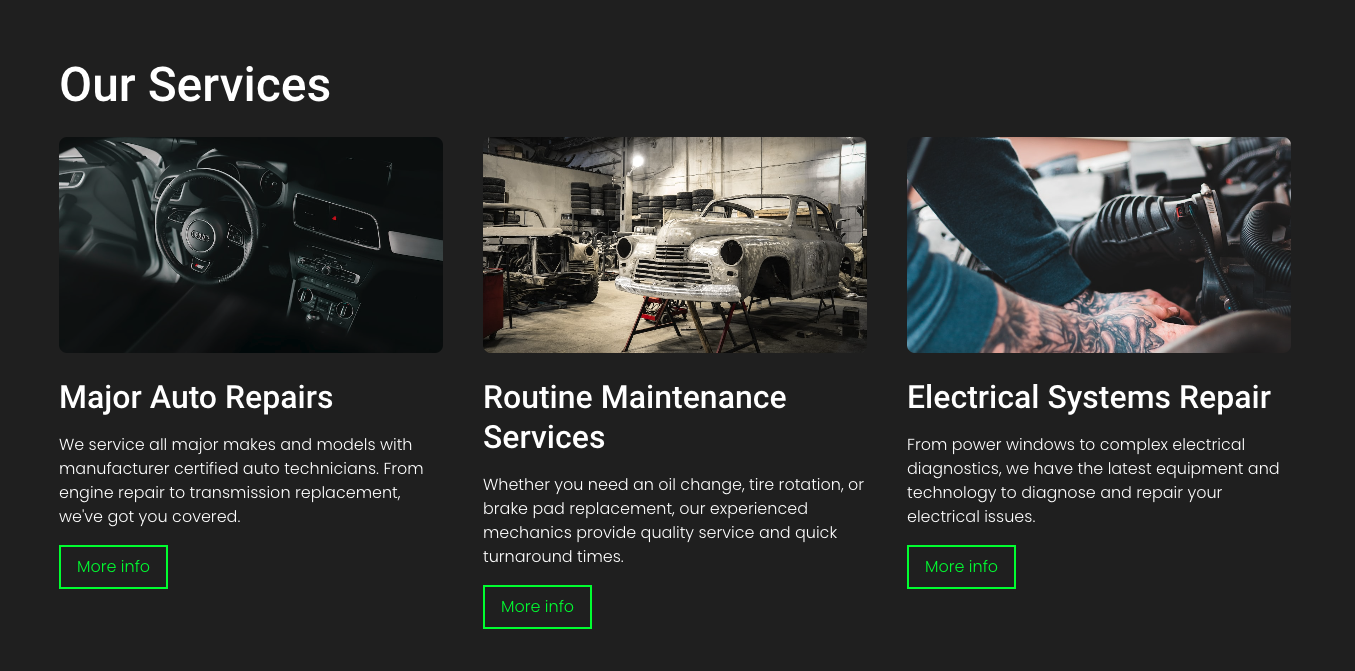 Our Services
Major Auto Repairs
We service all major makes and models with
manufacturer certified auto technicians. From
engine repair to transmission replacement,
we've got you covered.
More info
Routine Maintenance
Services
Whether you need an oil change, tire rotation, or
brake pad replacement, our experienced
mechanics provide quality service and quick
turnaround times.
More info
Electrical Systems Repair
From power windows to complex electrical
diagnostics, we have the latest equipment and
technology to diagnose and repair your
electrical issues.
More info